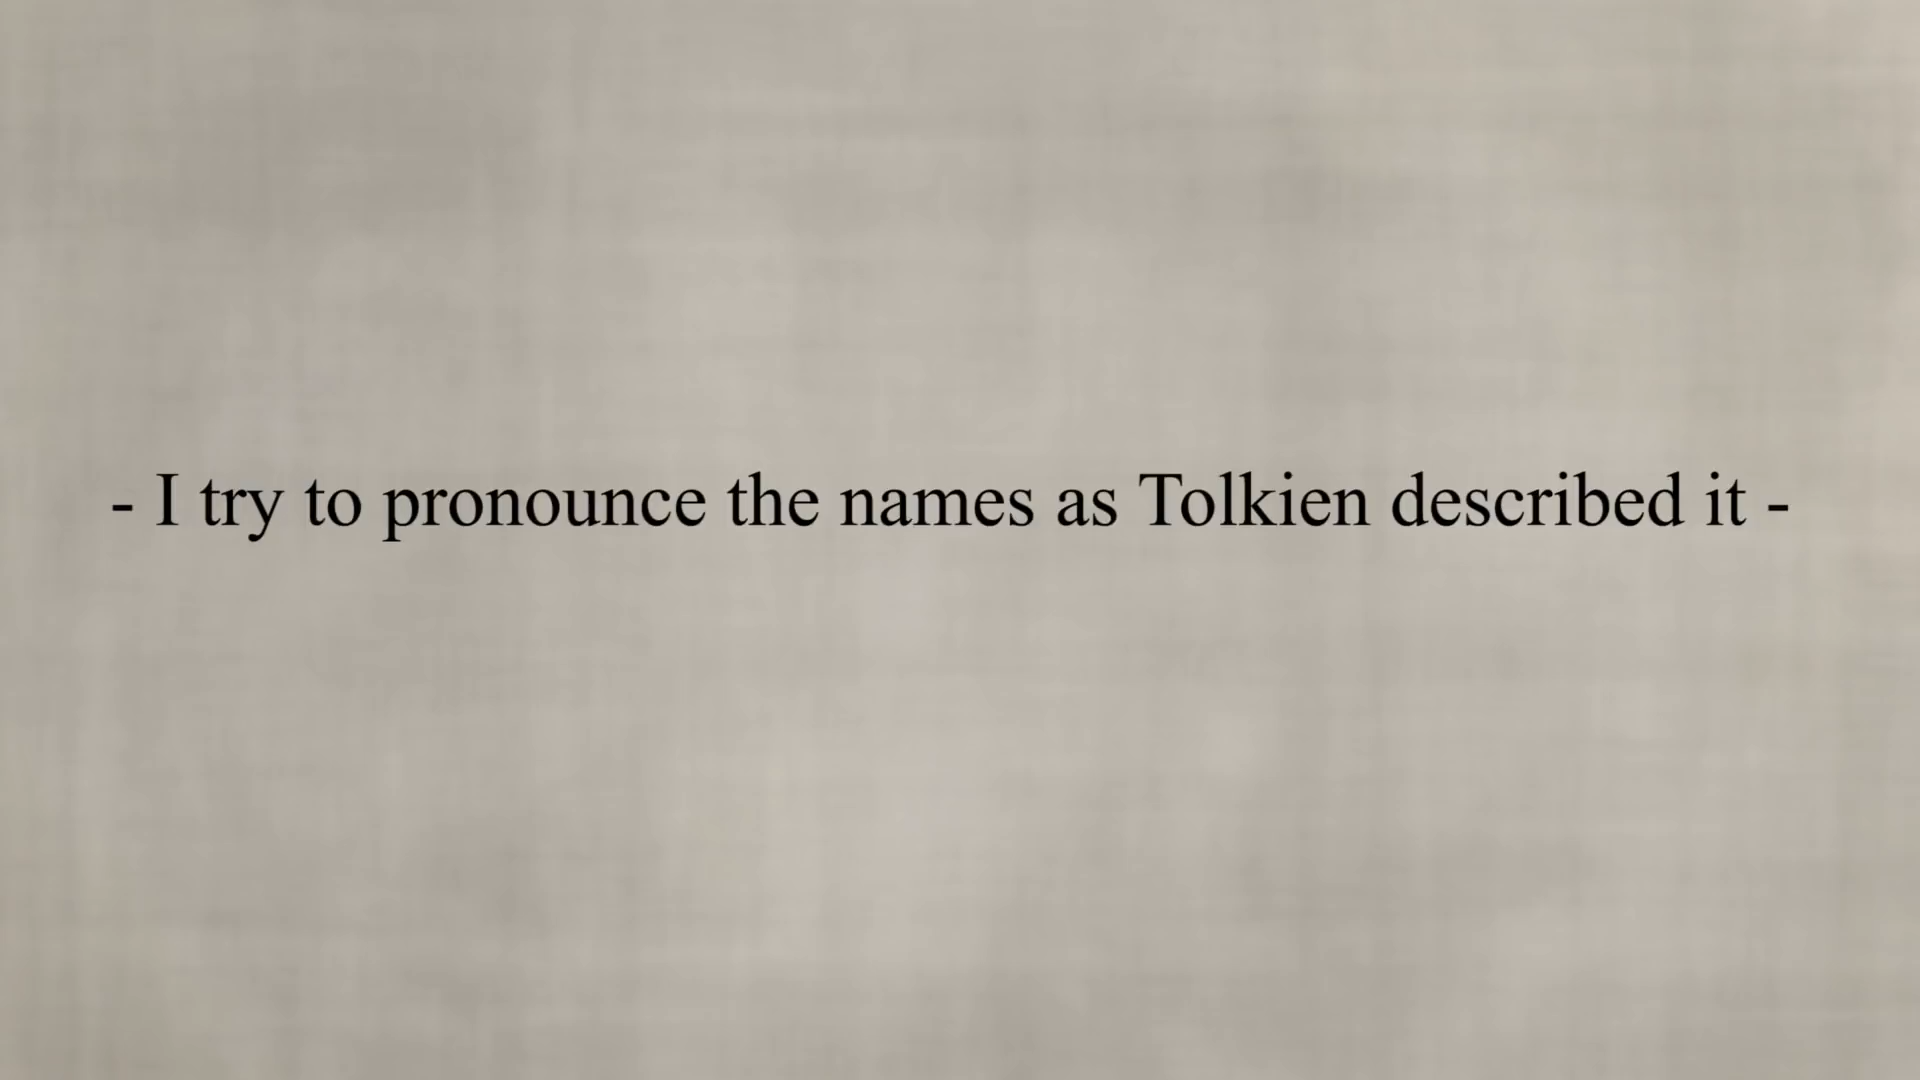 - I try to pronounce the names as Tolkien described it -